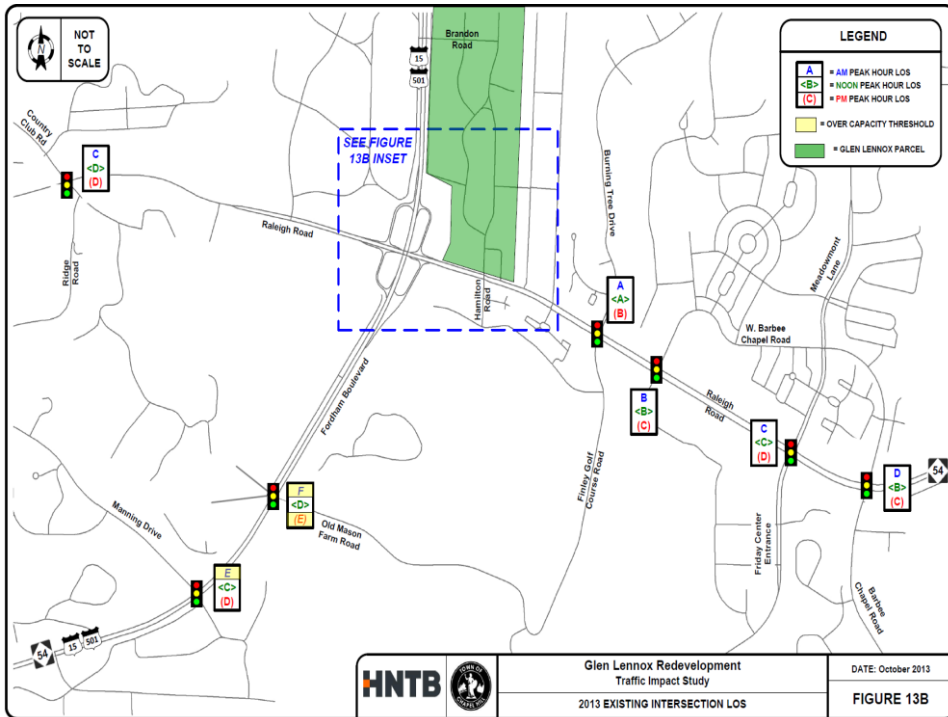 N
NOT
TO
SCALE
Brandon
Road
15
501
LEGEND
A
<B>
(C)
= AM PEAK HOUR LOS
= NOON PEAK HOUR LOS
(C) = PM PEAK HOUR LOS
= OVER CAPACITY THRESHOLD
= GLEN LENNOX PARCEL
Country
Club Rd
C
<D>
(D)
SEE FIGURE
13B INSET
Raleigh Road
Ridge
Road
Hamilton
Road
Burning Tree Drive
A
<A>
(B)
Meadowmont
Lane
W. Barbee
Chapel Road
Fordham Boulevard
B
<B>
(C)
Raleigh
Road
C
<C>
(D)
D
<B>
(C)
54
Finley Golf
Course Road
Friday Center
Entrance
Barbee
Chapel Road
F
<D>
(E)
Old Mason
Farm Road
Manning Drive
E
<C>
(D)
54
15
501
HNTB
TOWN OF
CHAPEL HILL
Glen Lennox Redevelopment
Traffic Impact Study
2013 EXISTING INTERSECTION LOS
DATE: October 2013
FIGURE 13B